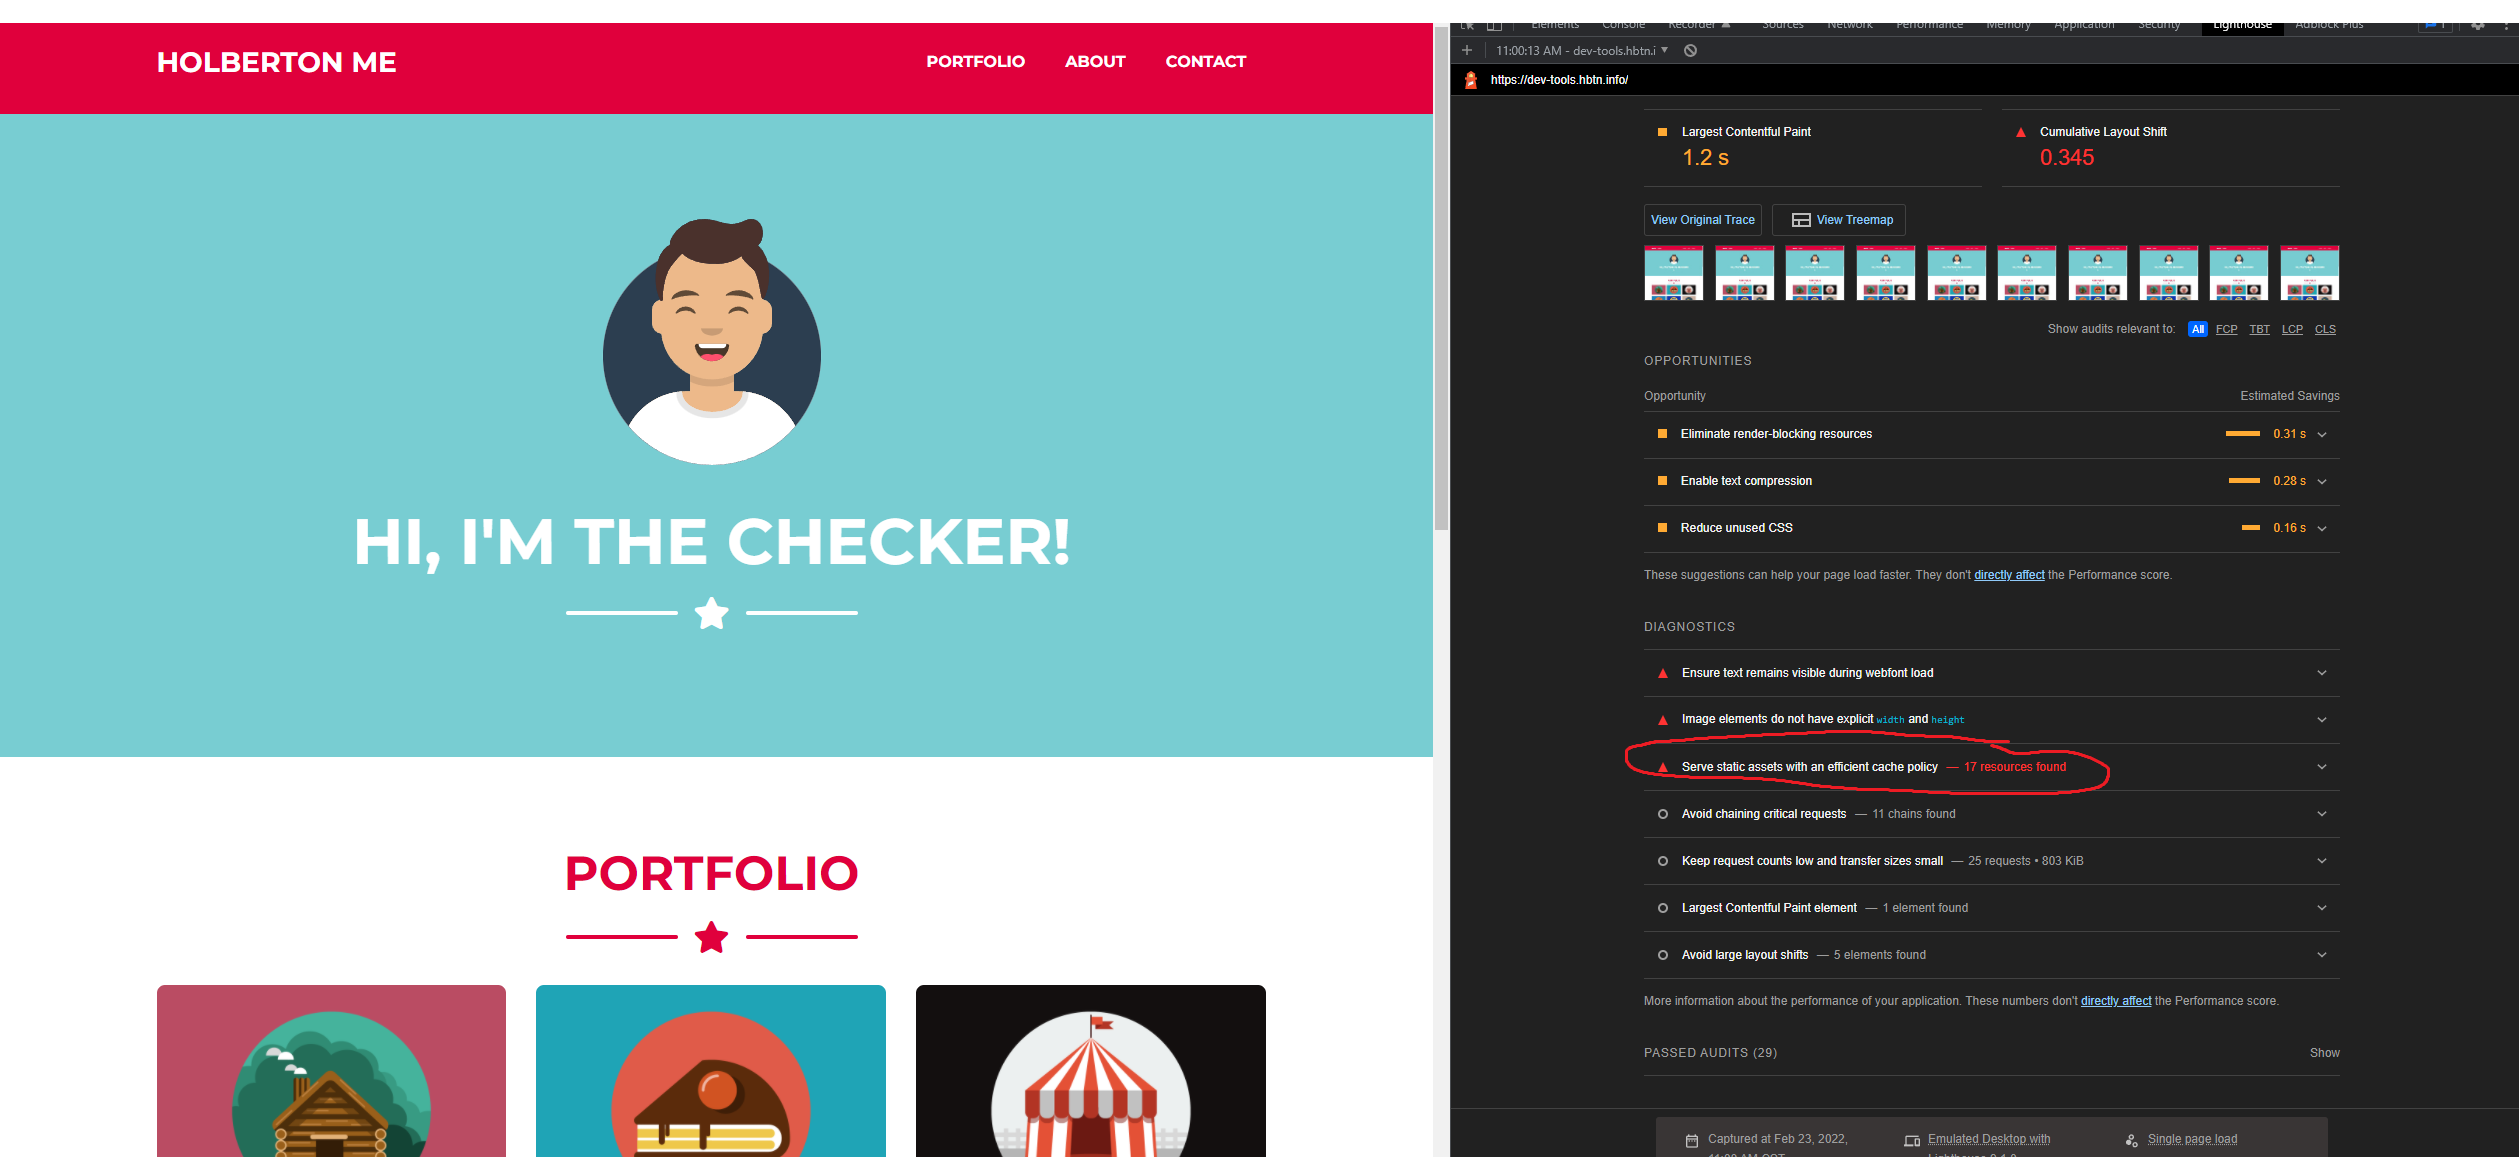 HOLBERTON ME
PORTFOLIO ABOUT CONTACT
HI, I'M THE CHECKER!
PORTFOLIO
Elements Console Recorder Sources Network Performance Memory Application Security Lighthouse Adblock Plus
11:00:13 AM - dev-tools.hbtn.i
https://dev-tools.hbtn.info/
Largest Contentful Paint
1.2 s
Cumulative Layout Shift
0.345
View Original Trace
View Treemap
Show audits relevant to: All FCP TBT LCP CLS
OPPORTUNITIES
Opportunity Estimated Savings
Eliminate render-blocking resources 0.31 s
Enable text compression 0.28 s
Reduce unused CSS 0.16 s
These suggestions can help your page load faster. They don't directly affect the Performance score.
DIAGNOSTICS
Ensure text remains visible during webfont load
Image elements do not have explicit width and height
Serve static assets with an efficient cache policy — 17 resources found
Avoid chaining critical requests — 11 chains found
Keep request counts low and transfer sizes small — 25 requests • 803 KiB
Largest Contentful Paint element — 1 element found
Avoid large layout shifts — 5 elements found
More information about the performance of your application. These numbers don't directly affect the Performance score.
PASSED AUDITS (29) Show
Captured at Feb 23, 2022,
Emulated Desktop with
Single page load